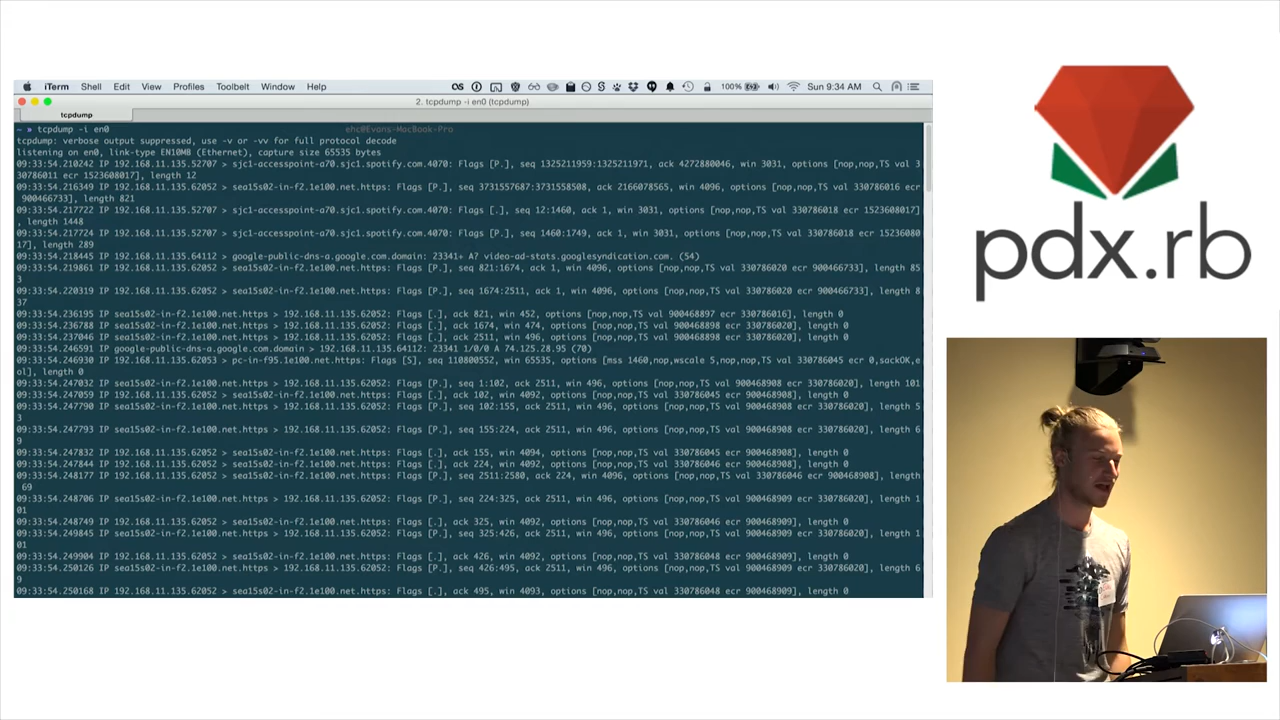 iTerm Shell Edit View Profiles Toolbelt Window Help 100% Sun 9:34 AM
2. tcpdump -i en0 (tcpdump)
tcpdump
~ » tcpdump -i en0 ehc@Evans-MacBook-Pro
tcpdump: verbose output suppressed, use -v or -vv for full protocol decode
listening on en0, link-type EN10MB (Ethernet), capture size 65535 bytes
09:33:54.210242 IP 192.168.11.135.52707 > sjc1-accesspoint-a70.sjc1.spotify.com.4070: Flags [P.], seq 1325211959:1325211971, ack 4272880046, win 3031, options [nop,nop,TS val 3
30786011 ecr 1523608017], length 12
09:33:54.216349 IP 192.168.11.135.62052 > sea15s02-in-f2.1e100.net.https: Flags [P.], seq 3731557687:3731558508, ack 2166078565, win 4096, options [nop,nop,TS val 330786016 ecr
900466733], length 821
09:33:54.217722 IP 192.168.11.135.52707 > sjc1-accesspoint-a70.sjc1.spotify.com.4070: Flags [.], seq 12:1460, ack 1, win 3031, options [nop,nop,TS val 330786018 ecr 1523608017]
, length 1448
09:33:54.217724 IP 192.168.11.135.52707 > sjc1-accesspoint-a70.sjc1.spotify.com.4070: Flags [P.], seq 1460:1749, ack 1, win 3031, options [nop,nop,TS val 330786018 ecr 15236080
17], length 289
09:33:54.218445 IP 192.168.11.135.64112 > google-public-dns-a.google.com.domain: 23341+ A? video-ad-stats.googlesyndication.com. (54)
09:33:54.219861 IP 192.168.11.135.62052 > sea15s02-in-f2.1e100.net.https: Flags [P.], seq 821:1674, ack 1, win 4096, options [nop,nop,TS val 330786020 ecr 900466733], length 85
3
09:33:54.220319 IP 192.168.11.135.62052 > sea15s02-in-f2.1e100.net.https: Flags [P.], seq 1674:2511, ack 1, win 4096, options [nop,nop,TS val 330786020 ecr 900466733], length 8
37
09:33:54.236195 IP sea15s02-in-f2.1e100.net.https > 192.168.11.135.62052: Flags [.], ack 821, win 452, options [nop,nop,TS val 900468897 ecr 330786016], length 0
09:33:54.236788 IP sea15s02-in-f2.1e100.net.https > 192.168.11.135.62052: Flags [.], ack 1674, win 474, options [nop,nop,TS val 900468898 ecr 330786020], length 0
09:33:54.237046 IP sea15s02-in-f2.1e100.net.https > 192.168.11.135.62052: Flags [.], ack 2511, win 496, options [nop,nop,TS val 900468898 ecr 330786020], length 0
09:33:54.246591 IP google-public-dns-a.google.com.domain > 192.168.11.135.64112: 23341 1/0/0 A 74.125.28.95 (70)
09:33:54.246930 IP 192.168.11.135.62053 > pc-in-f95.1e100.net.https: Flags [S], seq 110800552, win 65535, options [mss 1460,nop,wscale 5,nop,nop,TS val 330786045 ecr 0,sackOK,e
ol], length 0
09:33:54.247032 IP sea15s02-in-f2.1e100.net.https > 192.168.11.135.62052: Flags [P.], seq 1:102, ack 2511, win 496, options [nop,nop,TS val 900468908 ecr 330786020], length 101
09:33:54.247059 IP 192.168.11.135.62052 > sea15s02-in-f2.1e100.net.https: Flags [.], ack 102, win 4092, options [nop,nop,TS val 330786045 ecr 900468908], length 0
09:33:54.247790 IP sea15s02-in-f2.1e100.net.https > 192.168.11.135.62052: Flags [P.], seq 102:155, ack 2511, win 496, options [nop,nop,TS val 900468908 ecr 330786020], length 5
3
09:33:54.247793 IP sea15s02-in-f2.1e100.net.https > 192.168.11.135.62052: Flags [P.], seq 155:224, ack 2511, win 496, options [nop,nop,TS val 900468908 ecr 330786020], length 6
9
09:33:54.247832 IP 192.168.11.135.62052 > sea15s02-in-f2.1e100.net.https: Flags [.], ack 155, win 4094, options [nop,nop,TS val 330786045 ecr 900468908], length 0
09:33:54.247844 IP 192.168.11.135.62052 > sea15s02-in-f2.1e100.net.https: Flags [.], ack 224, win 4092, options [nop,nop,TS val 330786045 ecr 900468908], length 0
09:33:54.248177 IP 192.168.11.135.62052 > sea15s02-in-f2.1e100.net.https: Flags [P.], seq 2511:2580, ack 224, win 4096, options [nop,nop,TS val 330786046 ecr 900468908], length
69
09:33:54.248706 IP sea15s02-in-f2.1e100.net.https > 192.168.11.135.62052: Flags [P.], seq 224:325, ack 2511, win 496, options [nop,nop,TS val 900468909 ecr 330786020], length 1
01
09:33:54.248749 IP 192.168.11.135.62052 > sea15s02-in-f2.1e100.net.https: Flags [.], ack 325, win 4092, options [nop,nop,TS val 330786046 ecr 900468909], length 0
09:33:54.249845 IP sea15s02-in-f2.1e100.net.https > 192.168.11.135.62052: Flags [P.], seq 325:426, ack 2511, win 496, options [nop,nop,TS val 900468909 ecr 330786020], length 1
01
09:33:54.249904 IP 192.168.11.135.62052 > sea15s02-in-f2.1e100.net.https: Flags [.], ack 426, win 4092, options [nop,nop,TS val 330786048 ecr 900468909], length 0
09:33:54.250126 IP sea15s02-in-f2.1e100.net.https > 192.168.11.135.62052: Flags [P.], seq 426:495, ack 2511, win 496, options [nop,nop,TS val 900468909 ecr 330786020], length 6
9
09:33:54.250168 IP 192.168.11.135.62052 > sea15s02-in-f2.1e100.net.https: Flags [.], ack 495, win 4093, options [nop,nop,TS val 330786048 ecr 900468909], length 0
pdx.rb